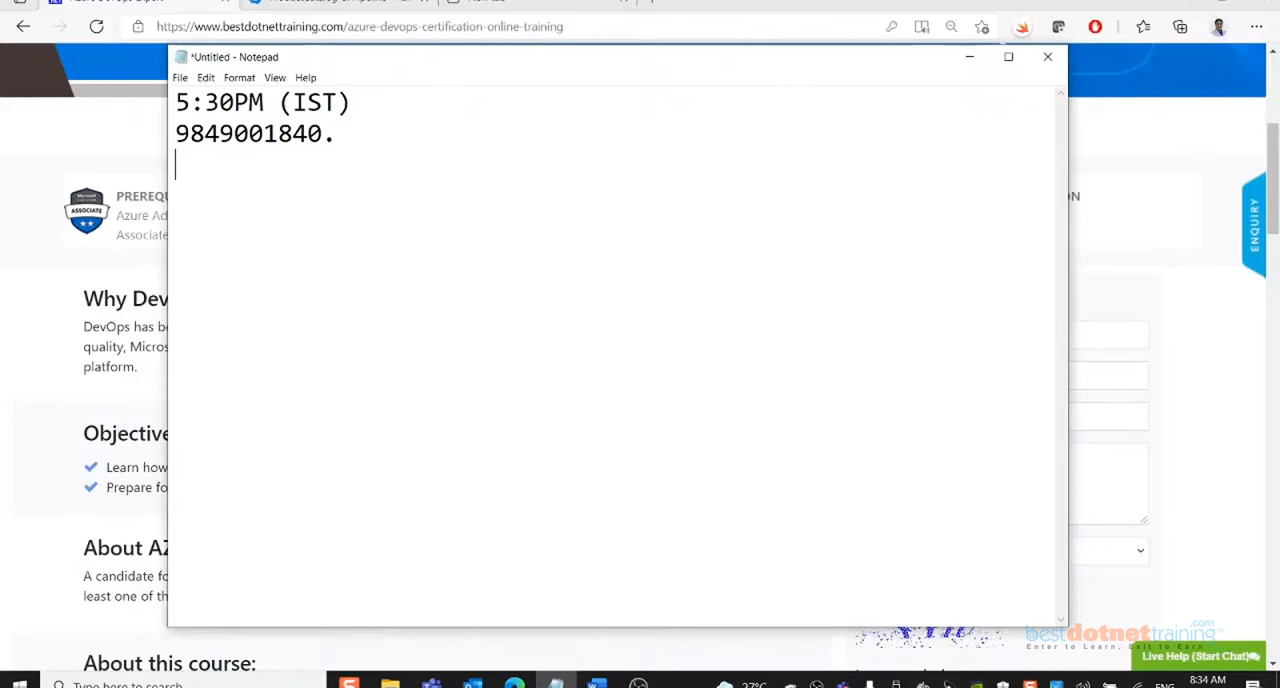 https://www.bestdotnettraining.com/azure-devops-certification-online-training
*Untitled - Notepad
File Edit Format View Help
5:30PM (IST)
9849001840.
ASSOCIATE
Azure Ad
Associate
ENQUIRY
Why Dev
DevOps has be
quality, Micros
platform.
Objective
Learn how
Prepare fo
About AZ
A candidate fo
least one of th
About this course:
bestdotnettraining.com
Enter to Learn, Exit to Earn
Live Help (Start Chat)
Type here to search
27°C
ENG
8:34 AM